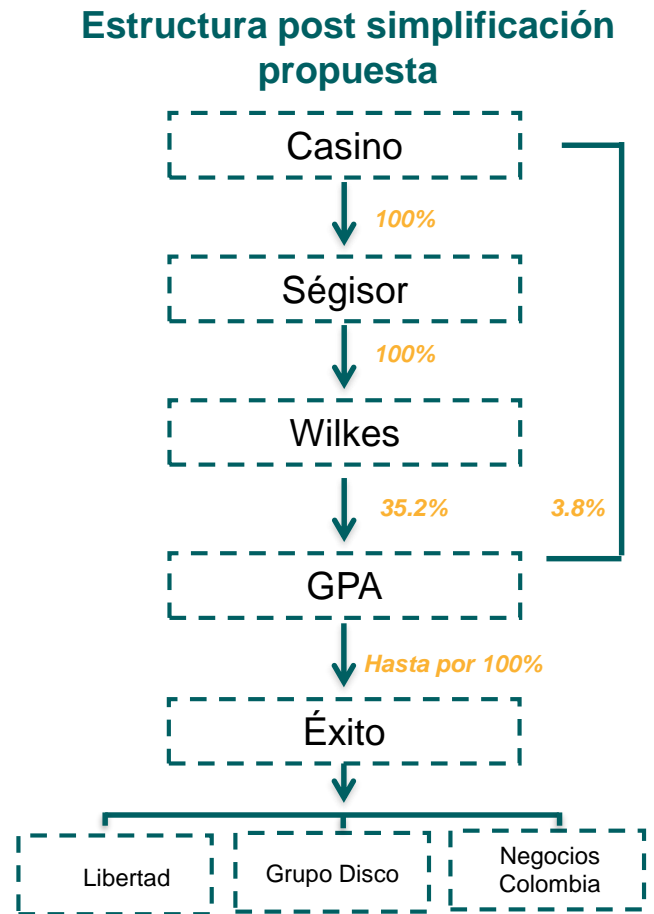 Estructura post simplificación
propuesta
Casino
100%
Ségisor
100%
Wilkes
35.2%
3.8%
GPA
Hasta por 100%
Éxito
Libertad
Grupo Disco
Negocios
Colombia